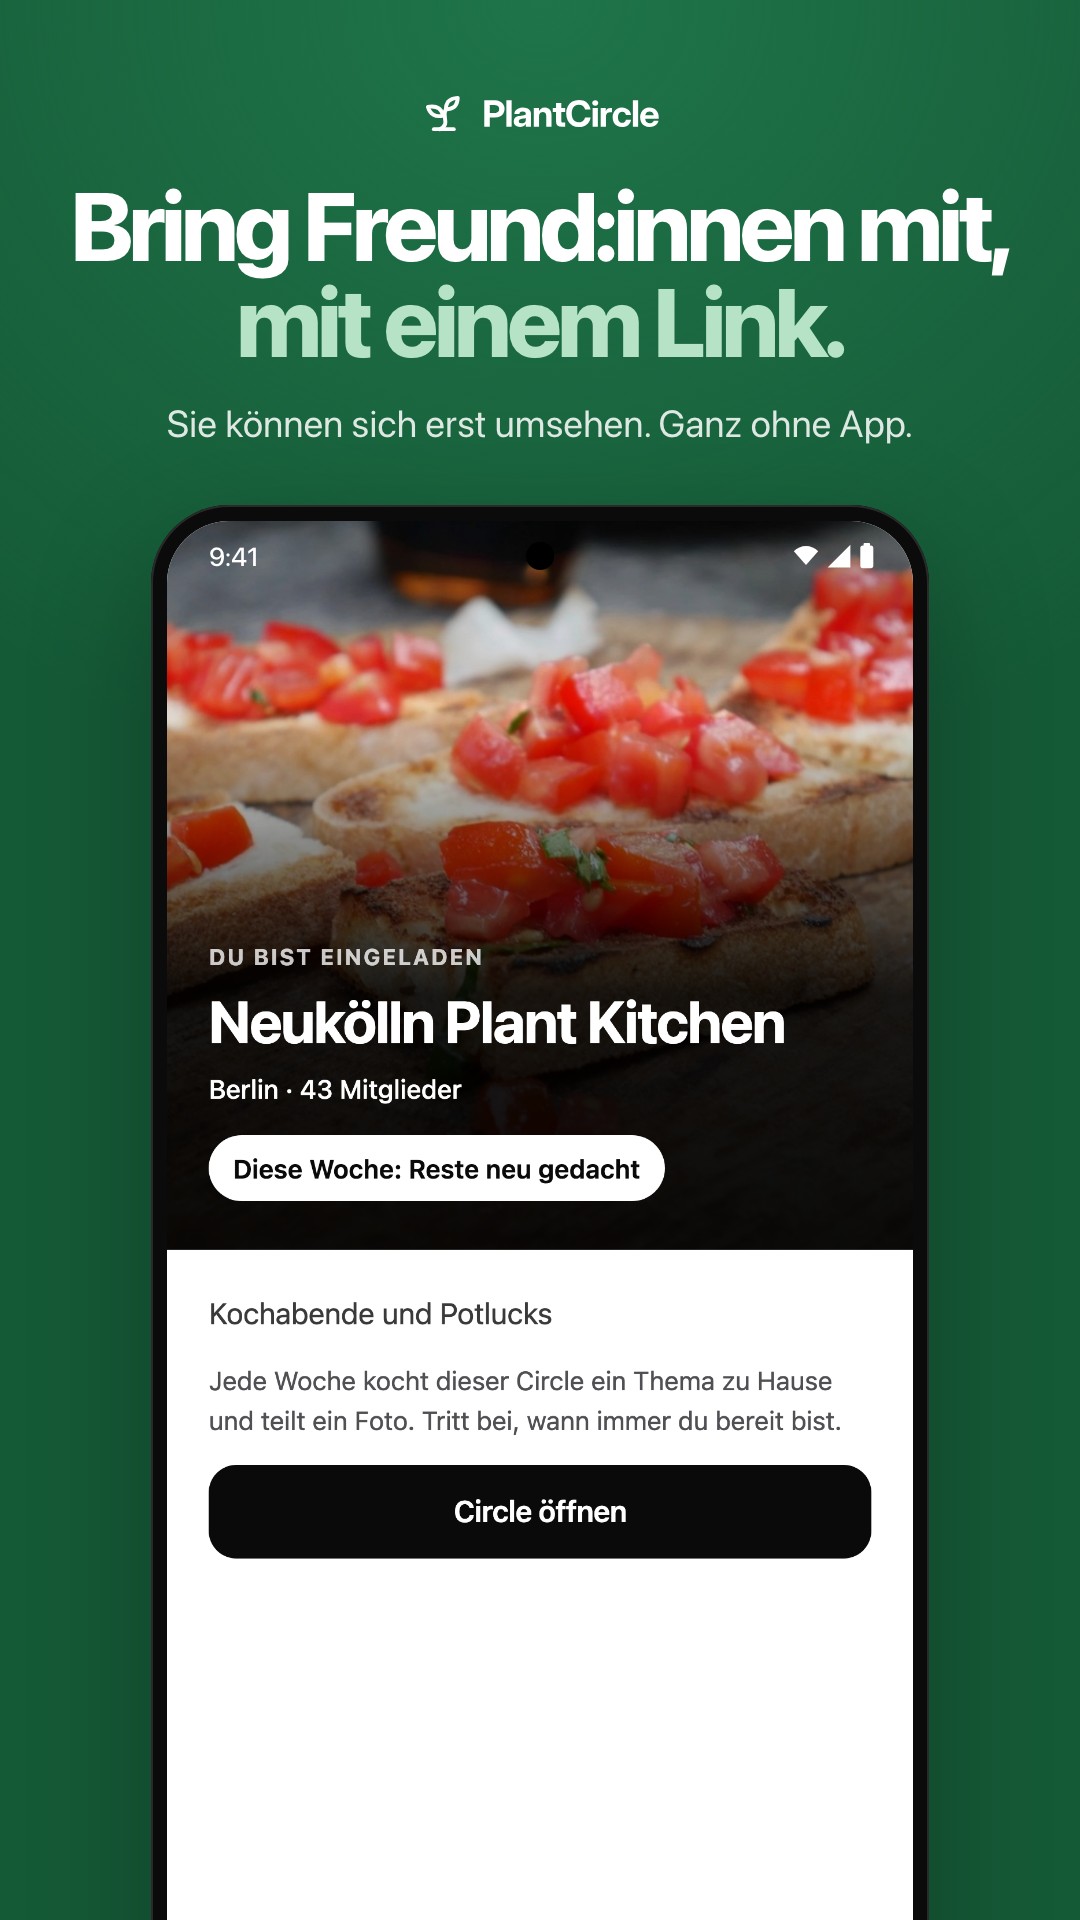 PlantCircle
Bring Freund:innen mit,
mit einem Link.
Sie können sich erst umsehen. Ganz ohne App.
9:41
DU BIST EINGELADEN
Neukölln Plant Kitchen
Berlin · 43 Mitglieder
Diese Woche: Reste neu gedacht
Kochabende und Potlucks
Jede Woche kocht dieser Circle ein Thema zu Hause
und teilt ein Foto. Tritt bei, wann immer du bereit bist.
Circle öffnen